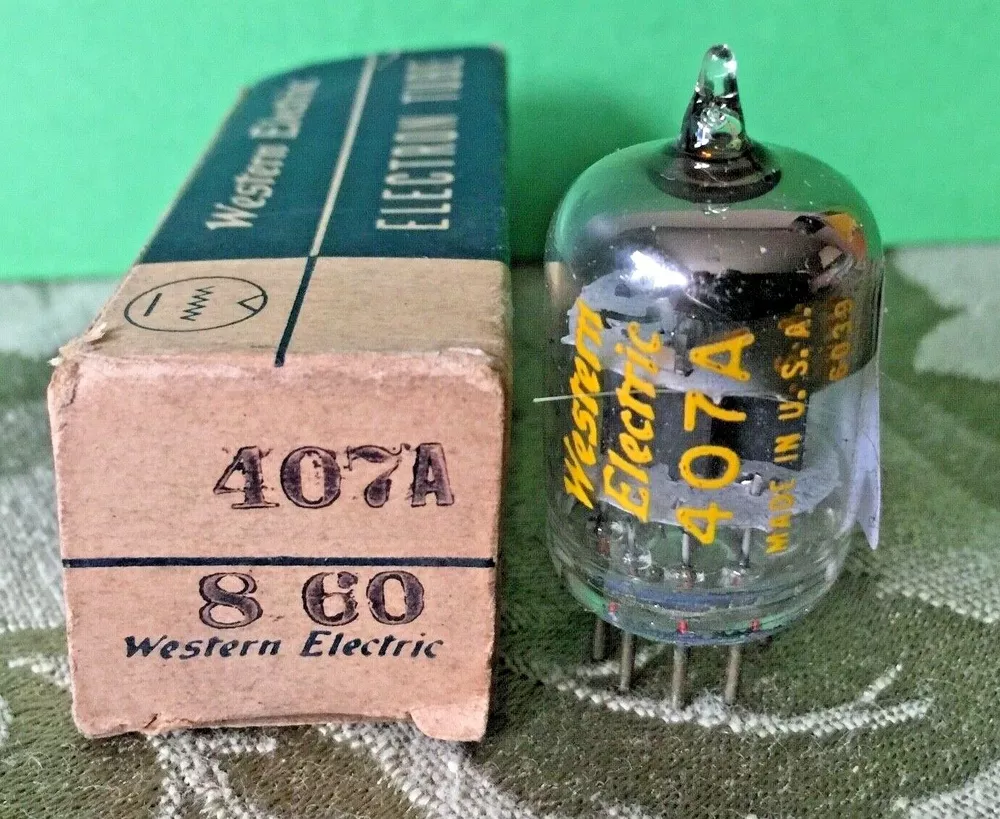 Western Electric
ELECTRON TUBE
407A
8 60
Western Electric
Western
Electric
407A
MADE IN U.S.A.